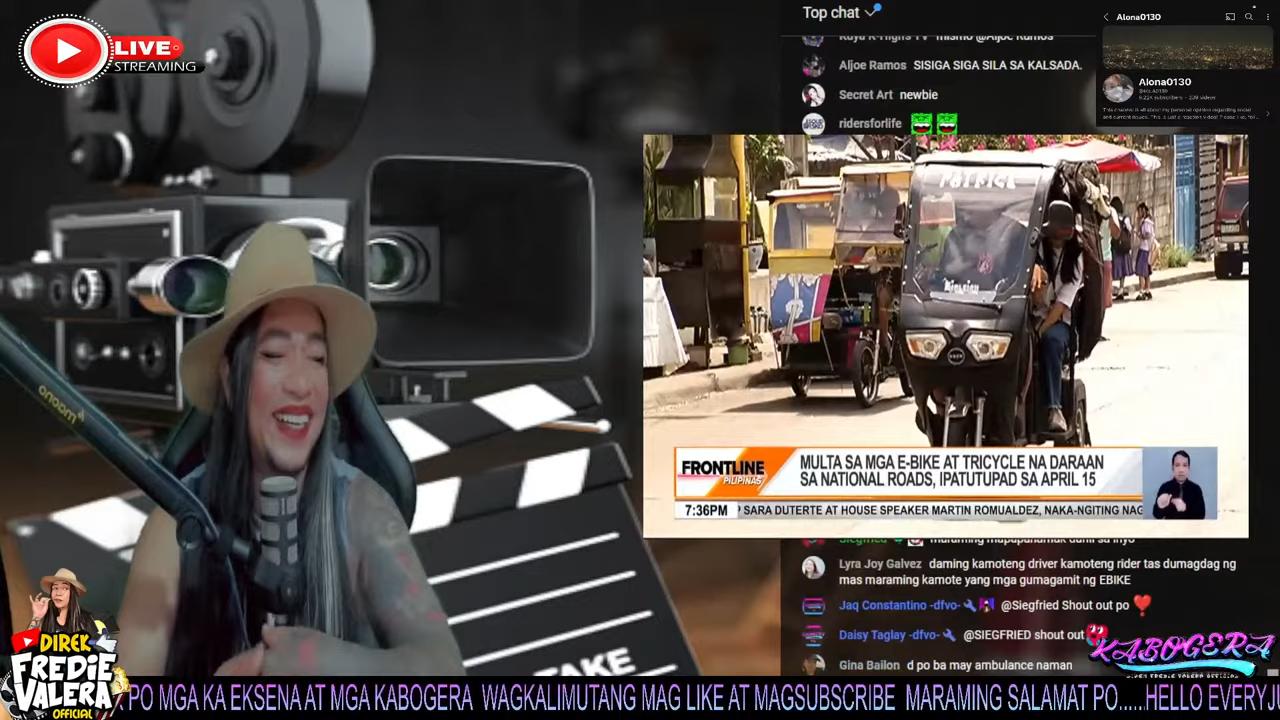 LIVE
STREAMING
Top chat
Aljoe Ramos SISIGA SIGA SILA SA KALSADA.
Secret Art newbie
ridersforlife
Alona0130
Alona0130
PATRICK
FRONTLINE
PILIPINAS
MULTA SA MGA E-BIKE AT TRICYCLE NA DARAAN
SA NATIONAL ROADS, IPATUTUPAD SA APRIL 15
7:36PM
SARA DUTERTE AT HOUSE SPEAKER MARTIN ROMUALDEZ, NAKA-NGITING NAG
maono
Lyra Joy Galvez daming kamoteng driver kamoteng rider tas dumagdag ng
mas maraming kamote yang mga gumagamit ng EBIKE
Jaq Constantino -dfvo- @Siegfried Shout out po
Daisy Taglay -dfvo- @SIEGFRIED shout out
Gina Bailon d po ba may ambulance naman
KABOGERA
TAKE
DIREK
FREDIE
VALERA
OFFICIAL
PO MGA KA EKSENA AT MGA KABOGERA WAGKALIMUTANG MAG LIKE AT MAGSUBSCRIBE MARAMING SALAMAT PO.....HELLO EVERY